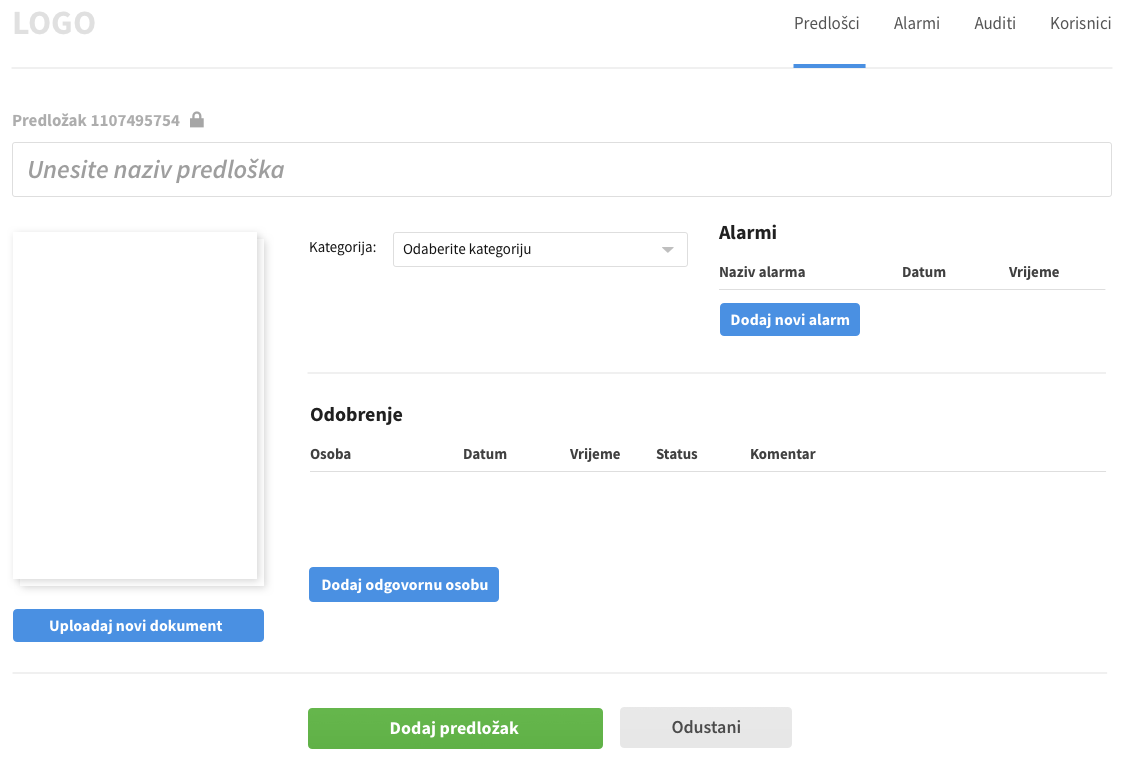 LOGO
Predlošci Alarmi Auditi Korisnici
Predložak 1107495754
Unesite naziv predloška
Kategorija: Odaberite kategoriju
Alarmi
Naziv alarma Datum Vrijeme
Dodaj novi alarm
Odobrenje
Osoba Datum Vrijeme Status Komentar
Dodaj odgovornu osobu
Uploadaj novi dokument
Dodaj predložak Odustani